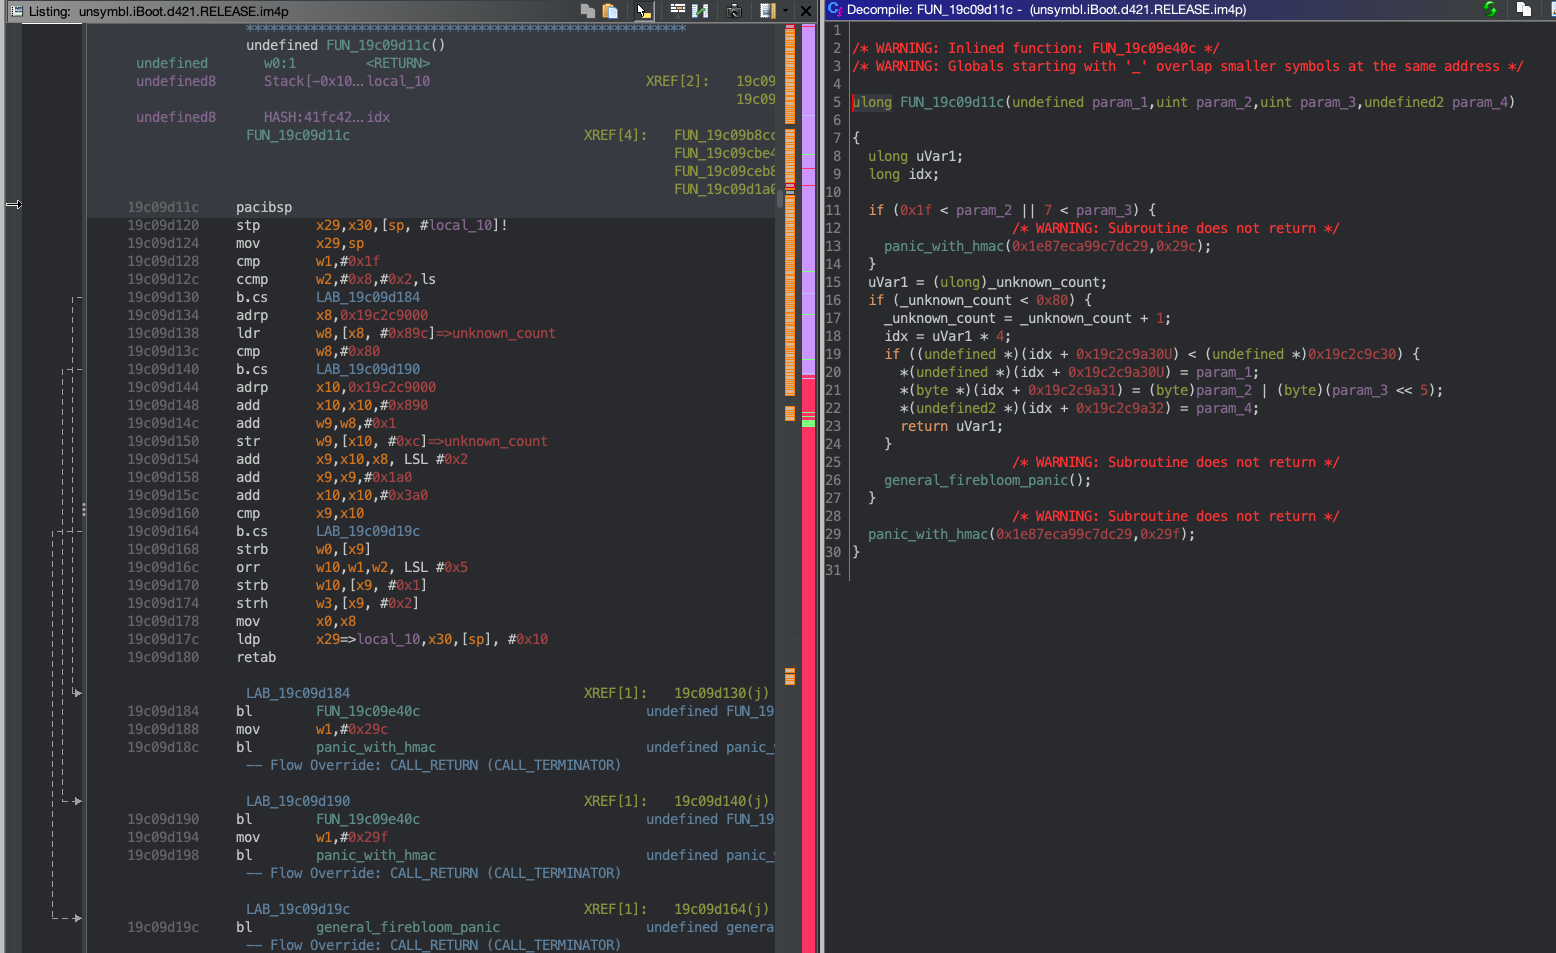 Listing: unsymbl.iBoot.d421.RELEASE.im4p
*******************************************************
undefined FUN_19c09d11c()
undefined w0:1 <RETURN>
undefined8 Stack[-0x10... local_10 XREF[2]: 19c09
19c09
undefined8 HASH:41fc42... idx
FUN_19c09d11c XREF[4]: FUN_19c09b8cc
FUN_19c09cbe4
FUN_19c09ceb8
FUN_19c09d1a0
19c09d11c pacibsp
19c09d120 stp x29,x30,[sp, #local_10]!
19c09d124 mov x29,sp
19c09d128 cmp w1,#0x1f
19c09d12c ccmp w2,#0x8,#0x2,ls
19c09d130 b.cs LAB_19c09d184
19c09d134 adrp x8,0x19c2c9000
19c09d138 ldr w8,[x8, #0x89c]=>unknown_count
19c09d13c cmp w8,#0x80
19c09d140 b.cs LAB_19c09d190
19c09d144 adrp x10,0x19c2c9000
19c09d148 add x10,x10,#0x890
19c09d14c add w9,w8,#0x1
19c09d150 str w9,[x10, #0xc]=>unknown_count
19c09d154 add x9,x10,x8, LSL #0x2
19c09d158 add x9,x9,#0x1a0
19c09d15c add x10,x10,#0x3a0
19c09d160 cmp x9,x10
19c09d164 b.cs LAB_19c09d19c
19c09d168 strb w0,[x9]
19c09d16c orr w10,w1,w2, LSL #0x5
19c09d170 strb w10,[x9, #0x1]
19c09d174 strh w3,[x9, #0x2]
19c09d178 mov x0,x8
19c09d17c ldp x29=>local_10,x30,[sp], #0x10
19c09d180 retab
LAB_19c09d184 XREF[1]: 19c09d130(j)
19c09d184 bl FUN_19c09e40c undefined FUN_19
19c09d188 mov w1,#0x29c
19c09d18c bl panic_with_hmac undefined panic_
-- Flow Override: CALL_RETURN (CALL_TERMINATOR)
LAB_19c09d190 XREF[1]: 19c09d140(j)
19c09d190 bl FUN_19c09e40c undefined FUN_19
19c09d194 mov w1,#0x29f
19c09d198 bl panic_with_hmac undefined panic_
-- Flow Override: CALL_RETURN (CALL_TERMINATOR)
LAB_19c09d19c XREF[1]: 19c09d164(j)
19c09d19c bl general_firebloom_panic undefined genera
-- Flow Override: CALL_RETURN (CALL_TERMINATOR)
Decompile: FUN_19c09d11c - (unsymbl.iBoot.d421.RELEASE.im4p)
1
2 /* WARNING: Inlined function: FUN_19c09e40c */
3 /* WARNING: Globals starting with '_' overlap smaller symbols at the same address */
4
5 ulong FUN_19c09d11c(undefined param_1,uint param_2,uint param_3,undefined2 param_4)
6
7 {
8 ulong uVar1;
9 long idx;
10
11 if (0x1f < param_2 || 7 < param_3) {
12 /* WARNING: Subroutine does not return */
13 panic_with_hmac(0x1e87eca99c7dc29,0x29c);
14 }
15 uVar1 = (ulong)_unknown_count;
16 if (_unknown_count < 0x80) {
17 _unknown_count = _unknown_count + 1;
18 idx = uVar1 * 4;
19 if ((undefined *)(idx + 0x19c2c9a30U) < (undefined *)0x19c2c9c30) {
20 *(undefined *)(idx + 0x19c2c9a30U) = param_1;
21 *(byte *)(idx + 0x19c2c9a31) = (byte)param_2 | (byte)(param_3 << 5);
22 *(undefined2 *)(idx + 0x19c2c9a32) = param_4;
23 return uVar1;
24 }
25 /* WARNING: Subroutine does not return */
26 general_firebloom_panic();
27 }
28 /* WARNING: Subroutine does not return */
29 panic_with_hmac(0x1e87eca99c7dc29,0x29f);
30 }
31